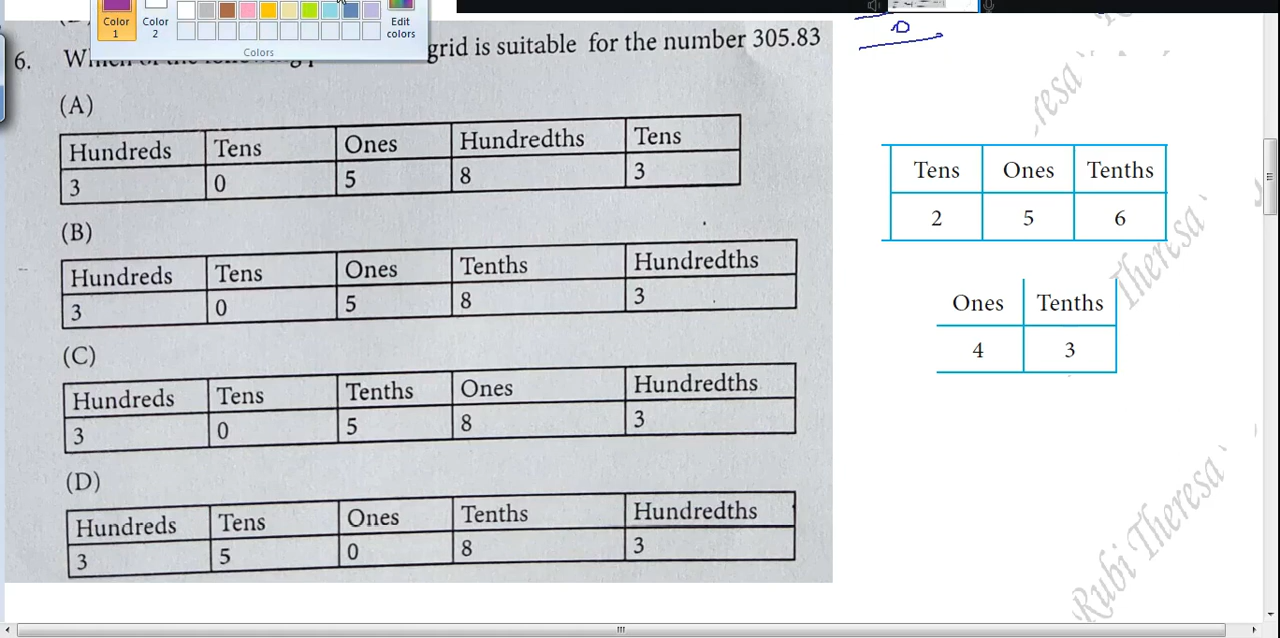 Color 1
Color 2
Edit colors
Colors
6. grid is suitable for the number 305.83
(A)
Hundreds Tens Ones Hundredths Tens
3 0 5 8 3
(B)
Hundreds Tens Ones Tenths Hundredths
3 0 5 8 3
(C)
Hundreds Tens Tenths Ones Hundredths
3 0 5 8 3
(D)
Hundreds Tens Ones Tenths Hundredths
3 5 0 8 3
0
Tens Ones Tenths
2 5 6
Ones Tenths
4 3
Theresa
Rubi Theresa